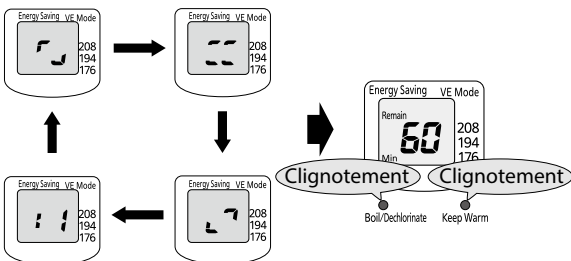 Energy Saving VE Mode
208
194
176
Energy Saving VE Mode
208
194
176
Energy Saving VE Mode
Remain
60
208
194
176
Min
Clignotement Clignotement
Boil/Dechlorinate Keep Warm
Energy Saving VE Mode
208
194
176
Energy Saving VE Mode
208
194
176